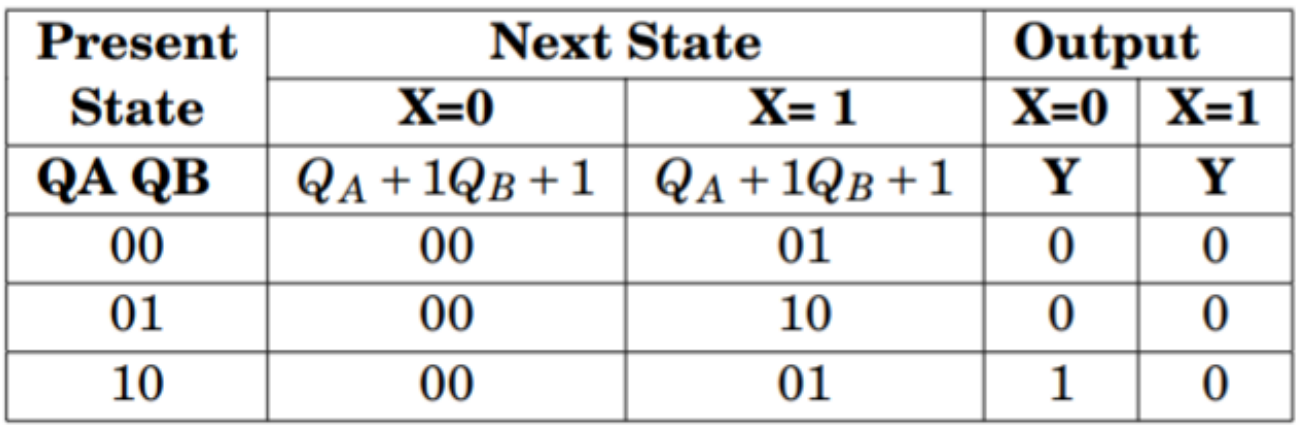 Present Next State Output
State X=0 X= 1 X=0 X=1
QA QB Q_A + 1Q_B + 1 Q_A + 1Q_B + 1 Y Y
00 00 01 0 0
01 00 10 0 0
10 00 01 1 0